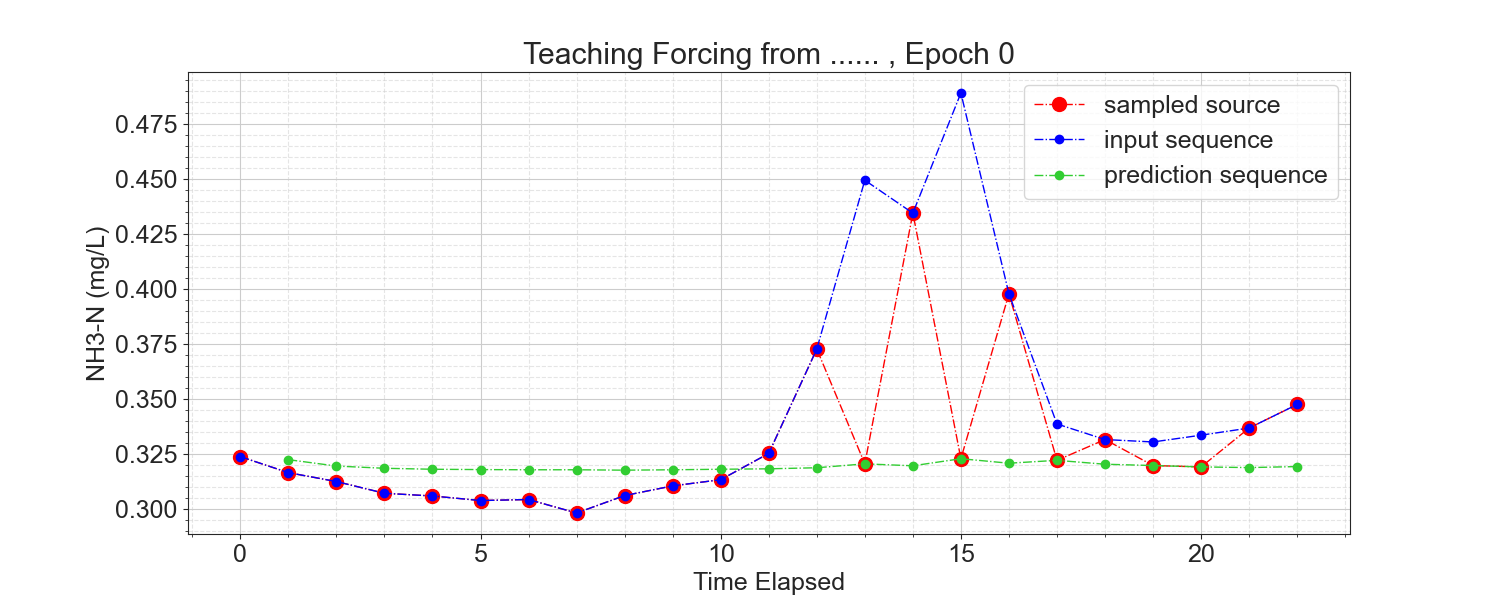 Teaching Forcing from ...... , Epoch 0
sampled source
input sequence
prediction sequence
NH3-N (mg/L)
0.475
0.450
0.425
0.400
0.375
0.350
0.325
0.300
0 5 10 15 20
Time Elapsed